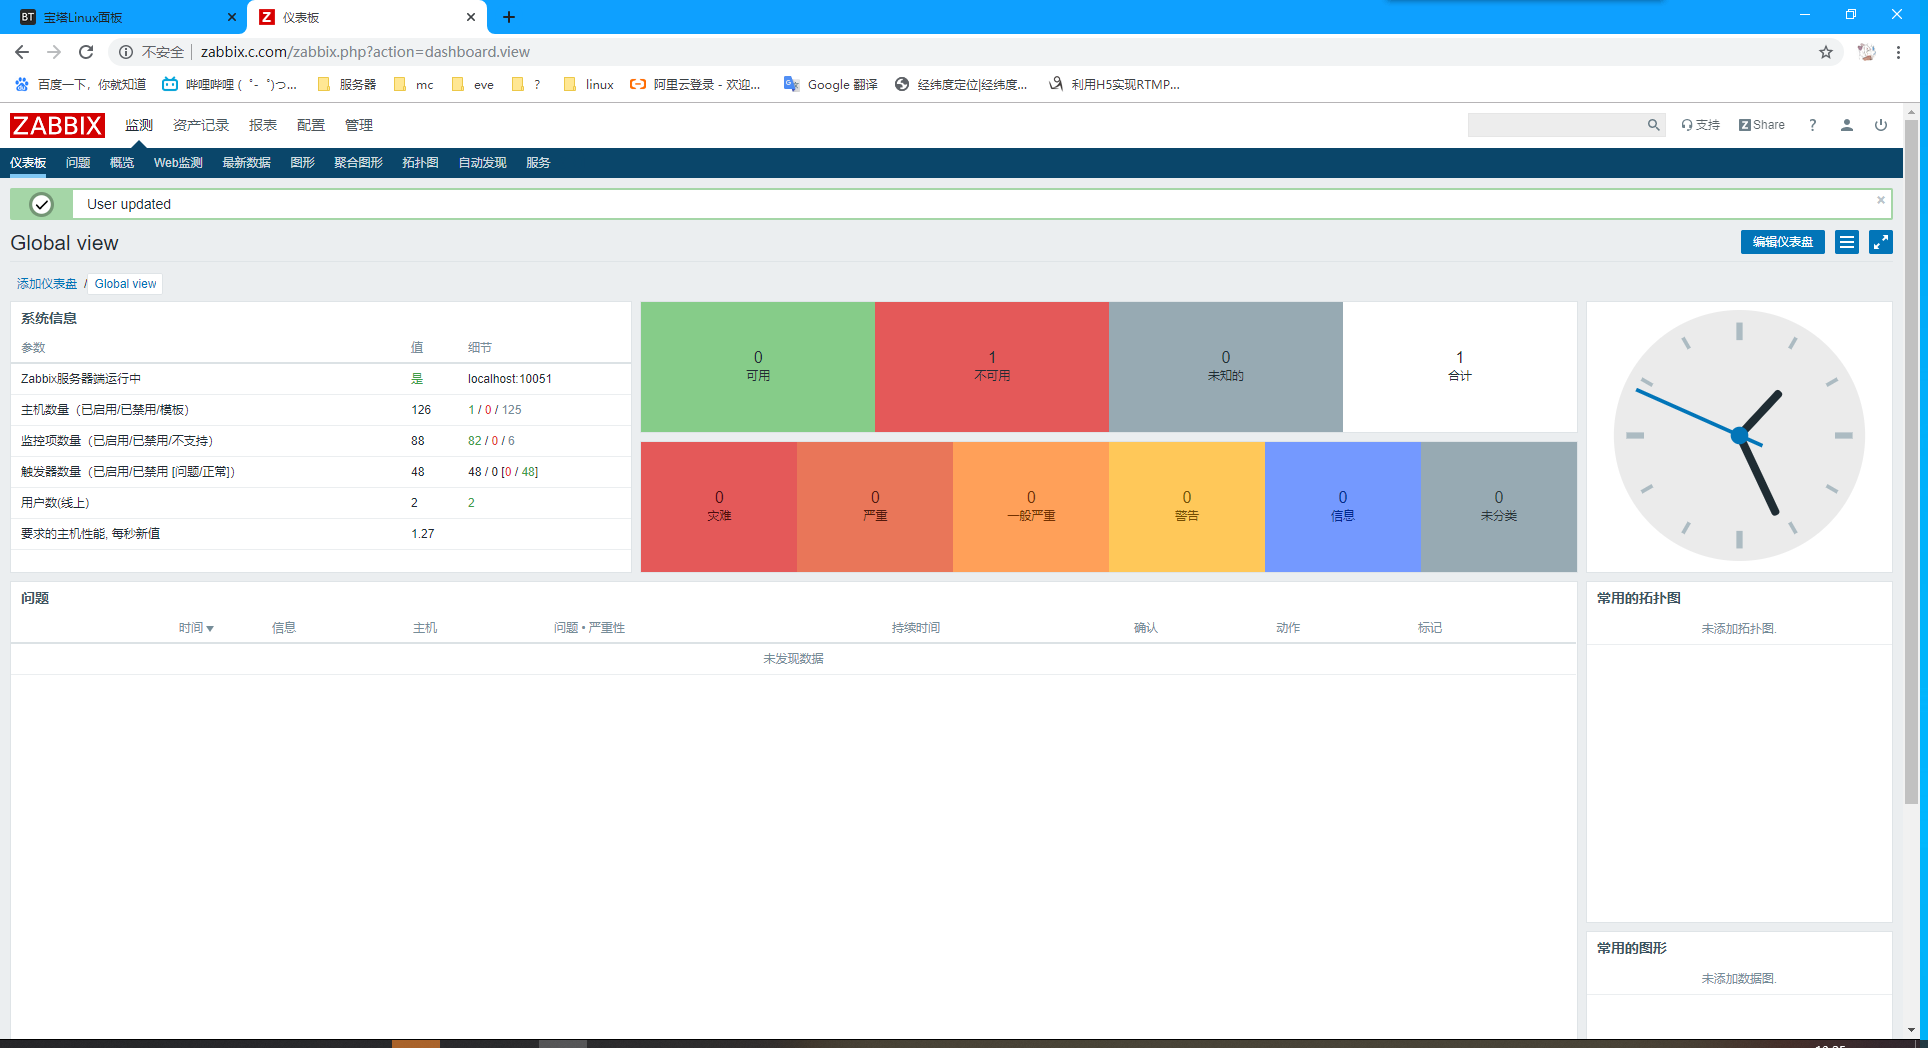 BT 宝塔Linux面板
Z 仪表板
不安全 zabbix.c.com/zabbix.php?action=dashboard.view
百度一下，你就知道 哔哩哔哩 ( ゜- ゜)つ... 服务器 mc eve ? linux 阿里云登录 - 欢迎... Google 翻译 经纬度定位|经纬度... 利用H5实现RTMP...
ZABBIX 监测 资产记录 报表 配置 管理 支持 Z Share ?
仪表板 问题 概览 Web监测 最新数据 图形 聚合图形 拓扑图 自动发现 服务
User updated
Global view 编辑仪表盘
添加仪表盘 / Global view
系统信息
参数 值 细节
Zabbix服务器端运行中 是 localhost:10051
主机数量（已启用/已禁用/模板） 126 1 / 0 / 125
监控项数量（已启用/已禁用/不支持） 88 82 / 0 / 6
触发器数量（已启用/已禁用 [问题/正常]） 48 48 / 0 [0 / 48]
用户数(线上) 2 2
要求的主机性能, 每秒新值 1.27
0 1 0 1
可用 不可用 未知的 合计
0 0 0 0 0 0
灾难 严重 一般严重 警告 信息 未分类
问题
时间 信息 主机 问题 • 严重性 持续时间 确认 动作 标记
未发现数据
常用的拓扑图
未添加拓扑图.
常用的图形
未添加数据图.